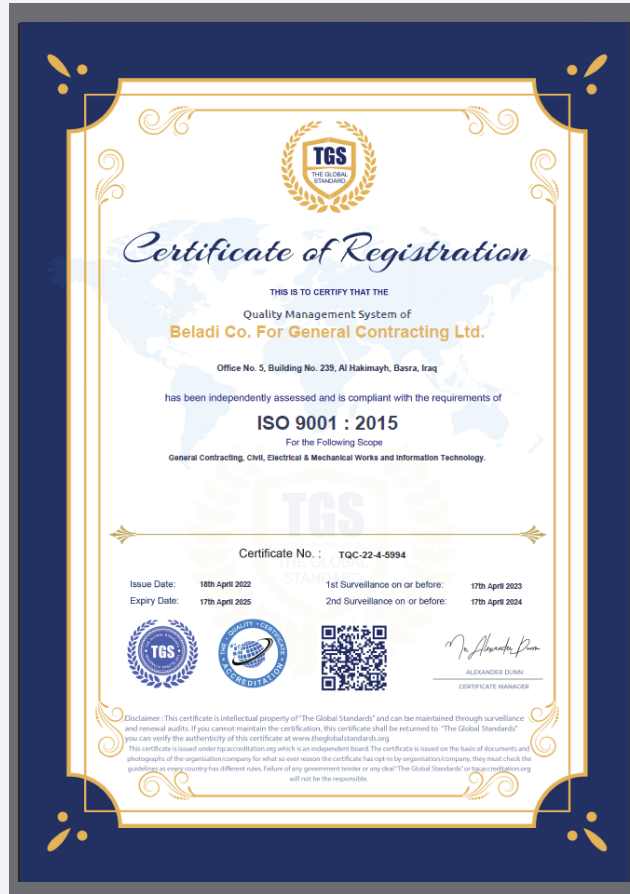 TGS
THE GLOBAL
STANDARD
Certificate of Registration
THIS IS TO CERTIFY THAT THE
Quality Management System of
Beladi Co. For General Contracting Ltd.
Office No. 5, Building No. 239, Al Hakimayh, Basra, Iraq
has been independently assessed and is compliant with the requirements of
ISO 9001 : 2015
For the Following Scope
General Contracting, Civil, Electrical & Mechanical Works and Information Technology.
TGS
THE GLOBAL
STANDARD
Certificate No. : TQC-22-4-5994
Issue Date: 18th April 2022 1st Surveillance on or before: 17th April 2023
Expiry Date: 17th April 2025 2nd Surveillance on or before: 17th April 2024
TGS
THE - QUALITY - CERTIFICATE
ACCREDITATION
Mr. Alexander Dunn
ALEXANDER DUNN
CERTIFICATE MANAGER
Disclaimer : This certificate is intellectual property of "The Global Standards" and can be maintained through surveillance
and renewal audits. If you cannot maintain the certification, this certificate shall be returned to "The Global Standards"
you can verify the authenticity of this certificate at www.theglobalstandards.org
This certificate is issued under tqcaccreditation.org which is an independent board. The certificate is issued on the basis of documents and
photographs of the organisation/company for what so ever reason the certificate has opt-in by organisation/company, they must check the
guidelines as every country has different rules. Failure of any government tender or any deal "The Global Standards" or tqcaccreditation.org
will not be the responsible.